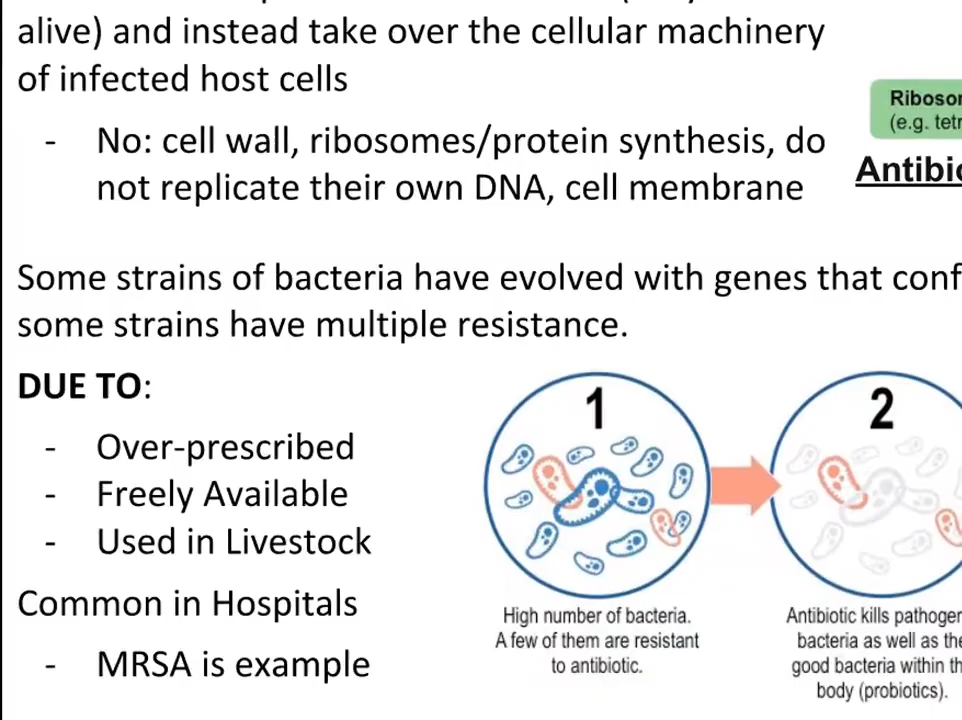 alive) and instead take over the cellular machinery
of infected host cells
- No: cell wall, ribosomes/protein synthesis, do
not replicate their own DNA, cell membrane
Some strains of bacteria have evolved with genes that conf
some strains have multiple resistance.
DUE TO:
- Over-prescribed
- Freely Available
- Used in Livestock
Common in Hospitals
- MRSA is example
Ribosor
(e.g. tetr
Antibio
1
High number of bacteria.
A few of them are resistant
to antibiotic.
2
Antibiotic kills pathoger
bacteria as well as the
good bacteria within th
body (probiotics).